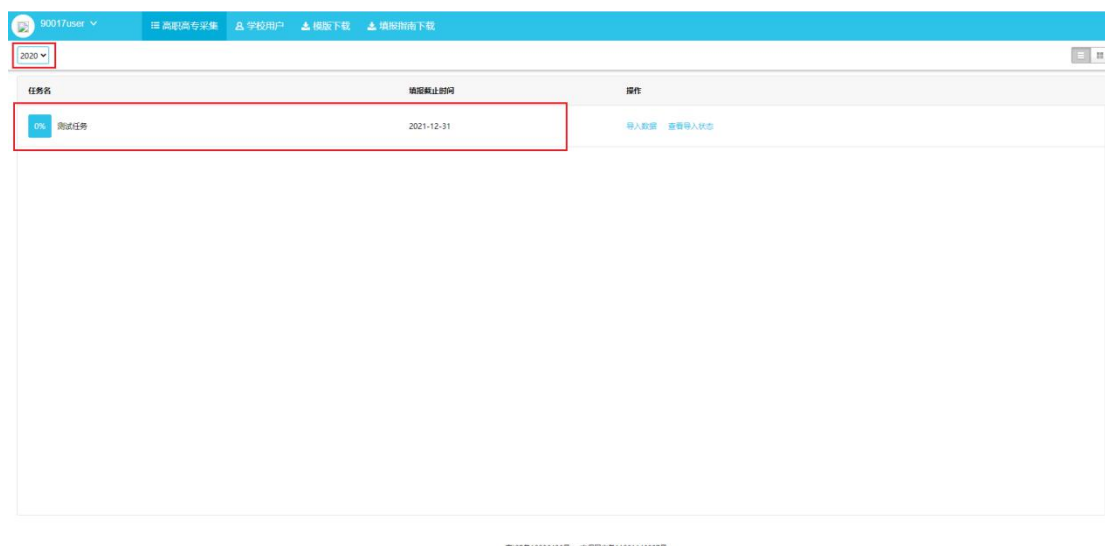 90017user 高职高专采集 学校用户 模版下载 填报指南下载
2020
任务名 填报截止时间 操作
0% 测试任务 2021-12-31 导入数据 查看导入状态